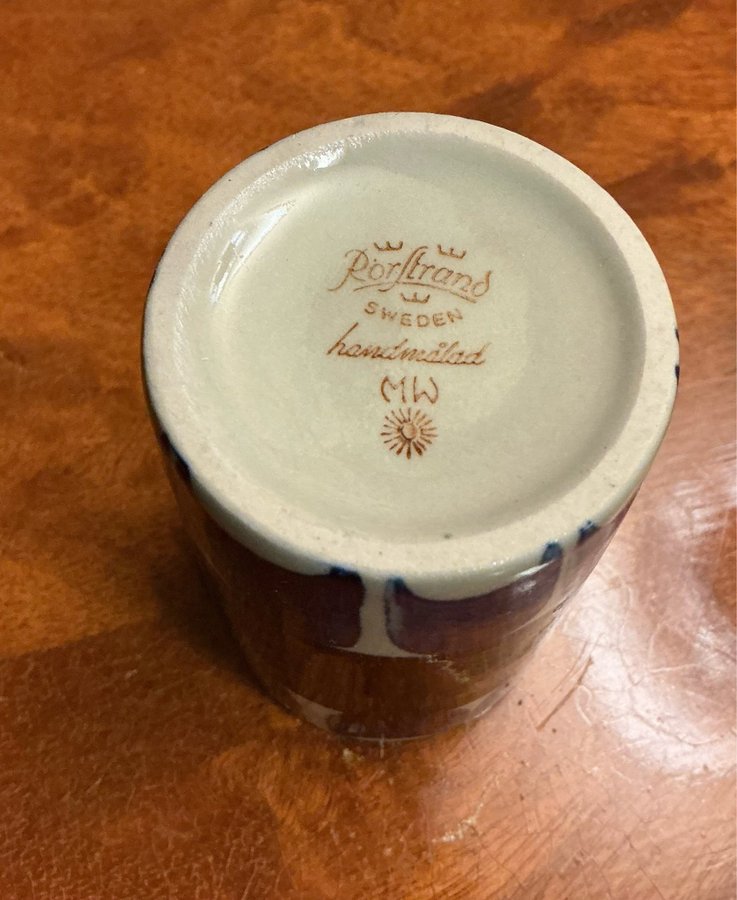 Rörstrand
SWEDEN
handmålad
MW